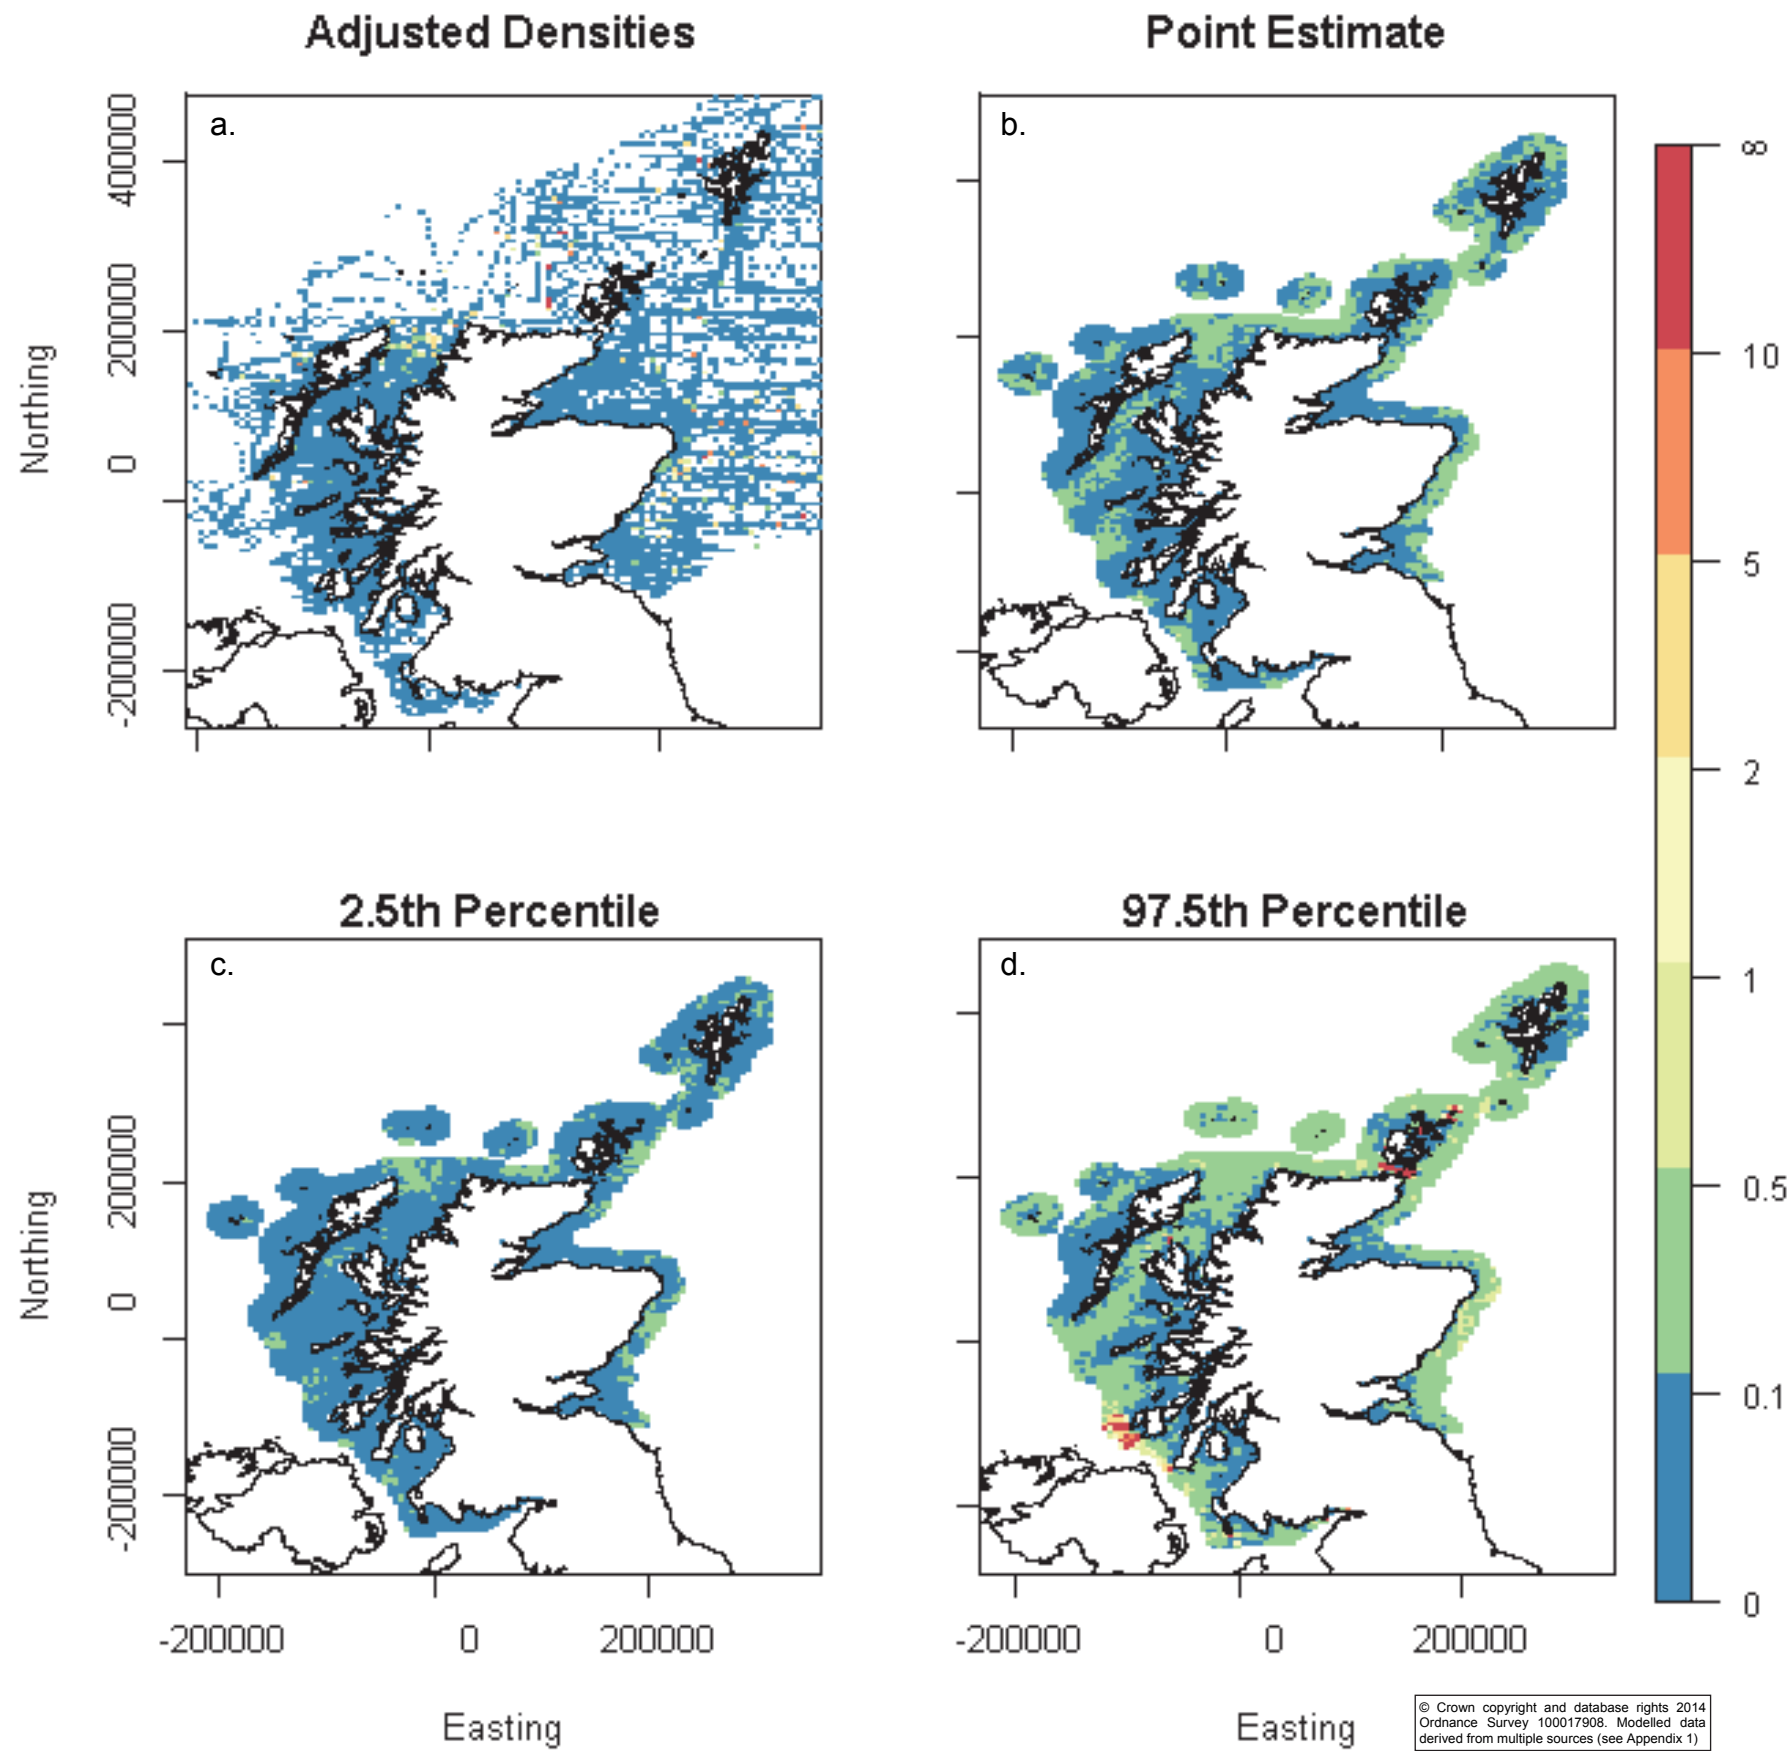 Adjusted Densities
Point Estimate
a.
b.
400000
200000
0
-200000
Northing
∞
10
5
2
1
0.5
0.1
0
2.5th Percentile
97.5th Percentile
c.
d.
200000
0
-200000
Northing
-200000 0 200000
-200000 0 200000
Easting
Easting
© Crown copyright and database rights 2014
Ordnance Survey 100017908. Modelled data
derived from multiple sources (see Appendix 1)